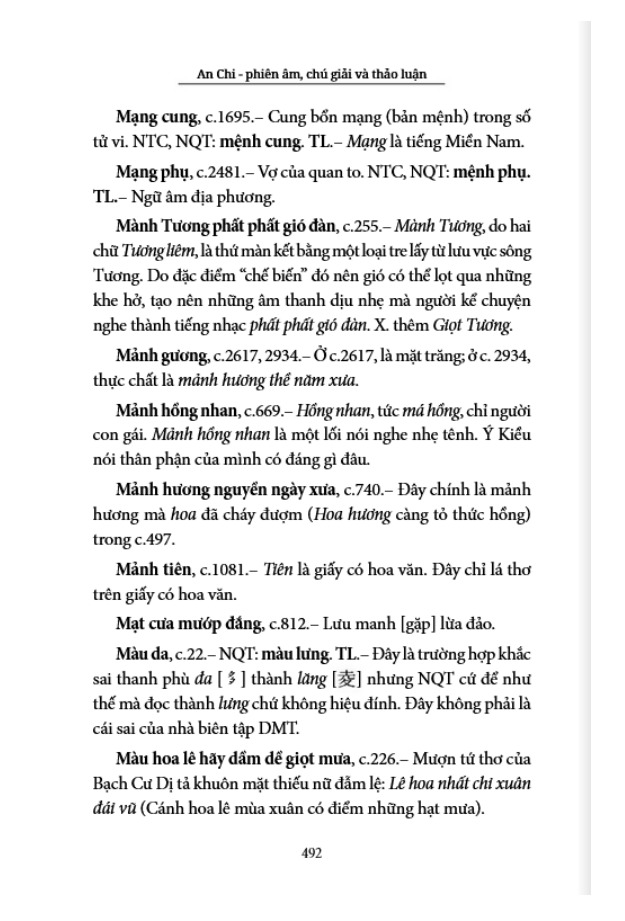 An Chi - phiên âm, chú giải và thảo luận
Mạng cung, c.1695.– Cung bổn mạng (bản mệnh) trong số
tử vi. NTC, NQT: mệnh cung. TL.– Mạng là tiếng Miền Nam.
Mạng phụ, c.2481.– Vợ của quan to. NTC, NQT: mệnh phụ.
TL.– Ngữ âm địa phương.
Mành Tương phất phất gió đàn, c.255.– Mành Tương, do hai
chữ Tương liêm, là thứ màn kết bằng một loại tre lấy từ lưu vực sông
Tương. Do đặc điểm “chế biến” đó nên gió có thể lọt qua những
khe hở, tạo nên những âm thanh dịu nhẹ mà người kể chuyện
nghe thành tiếng nhạc phất phất gió đàn. X. thêm Giọt Tương.
Mảnh gương, c.2617, 2934.– Ở c.2617, là mặt trăng; ở c. 2934,
thực chất là mảnh hương thề năm xưa.
Mảnh hồng nhan, c.669.– Hồng nhan, tức má hồng, chỉ người
con gái. Mảnh hồng nhan là một lối nói nghe nhẹ tênh. Ý Kiều
nói thân phận của mình có đáng gì đâu.
Mảnh hương nguyền ngày xưa, c.740.– Đây chính là mảnh
hương mà hoa đã cháy đượm (Hoa hương càng tỏ thức hồng)
trong c.497.
Mảnh tiên, c.1081.– Tiên là giấy có hoa văn. Đây chỉ lá thơ
trên giấy có hoa văn.
Mạt cưa mướp đắng, c.812.– Lưu manh [gặp] lừa đảo.
Màu da, c.22.– NQT: màu lưng. TL.– Đây là trường hợp khắc
sai thanh phù đa [ ] thành lăng [] nhưng NQT cứ để như
thế mà đọc thành lưng chứ không hiệu đính. Đây không phải là
cái sai của nhà biên tập DMT.
Màu hoa lê hãy dầm dề giọt mưa, c.226.– Mượn tứ thơ của
Bạch Cư Dị tả khuôn mặt thiếu nữ đẫm lệ: Lê hoa nhất chi xuân
đái vũ (Cánh hoa lê mùa xuân có điểm những hạt mưa).
492